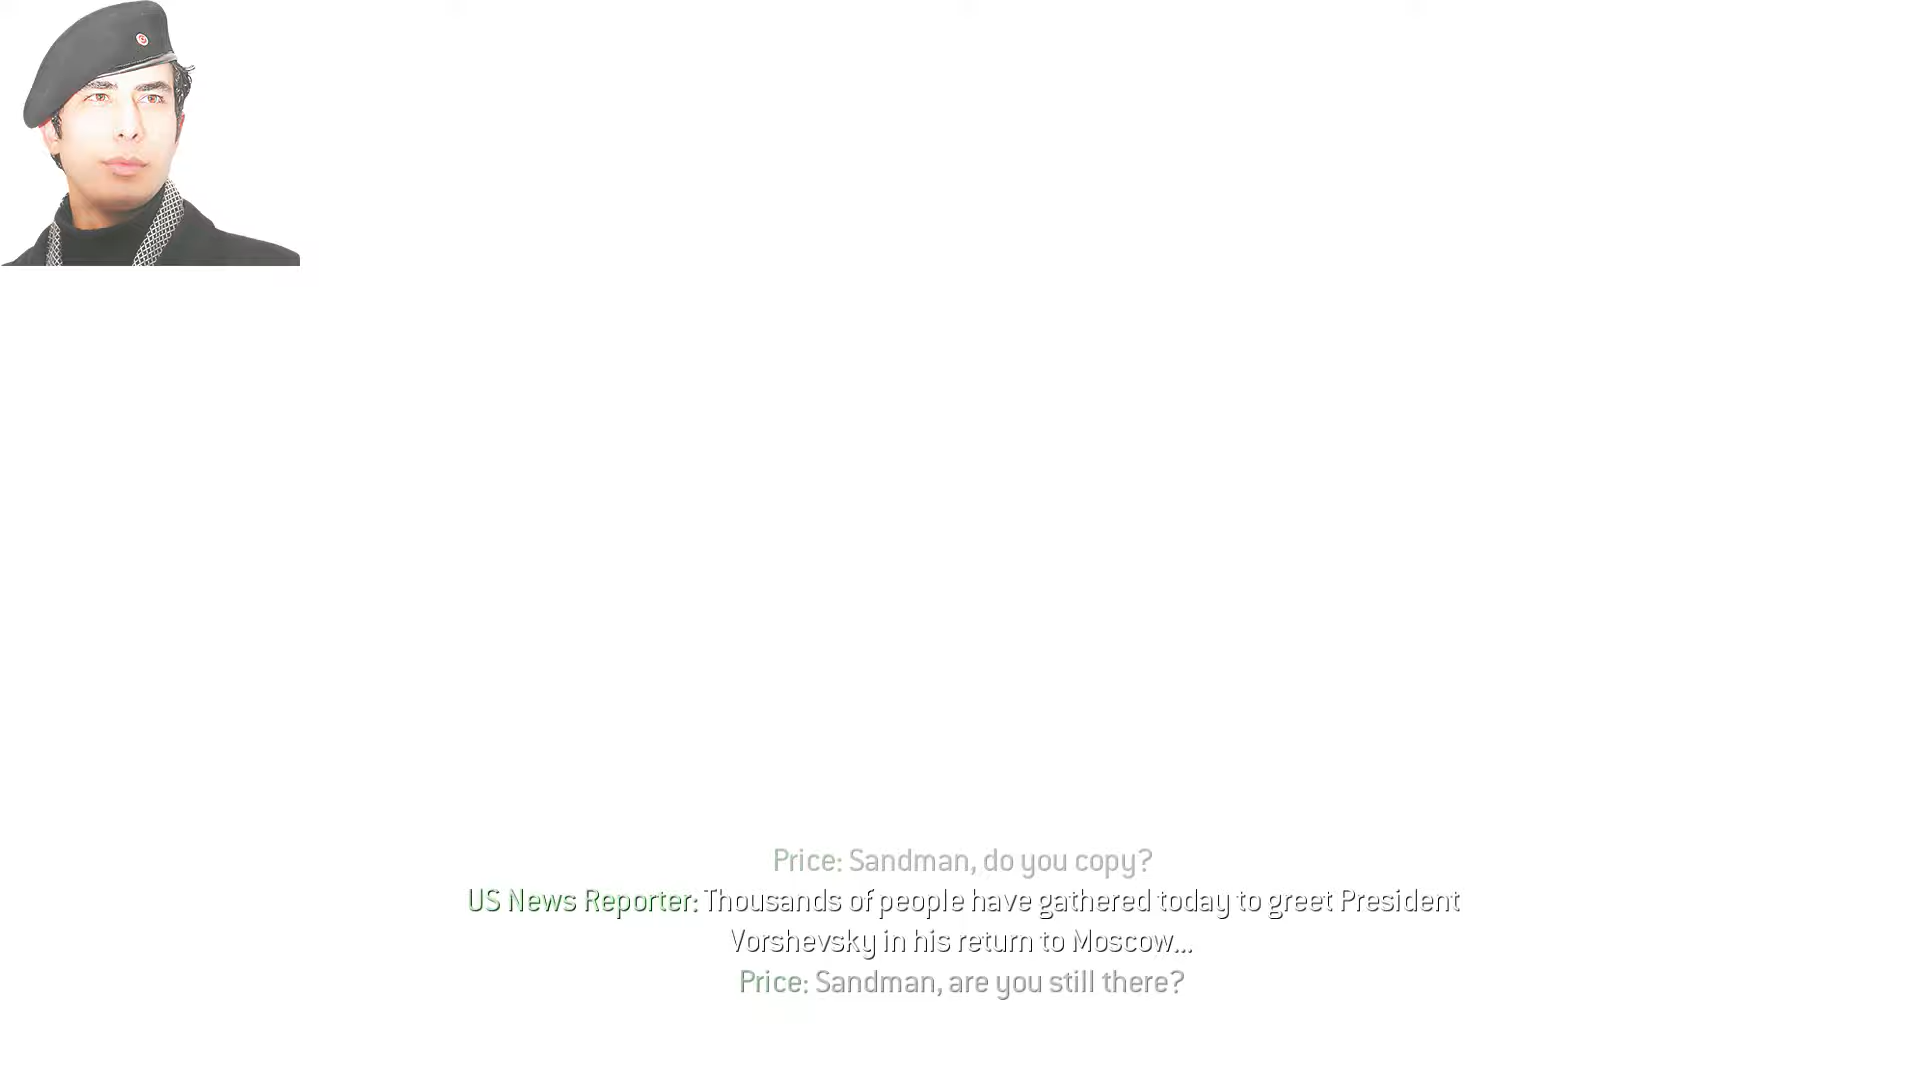 Price: Sandman, do you copy?
US News Reporter: Thousands of people have gathered today to greet President
Vorshevsky in his return to Moscow...
Price: Sandman, are you still there?